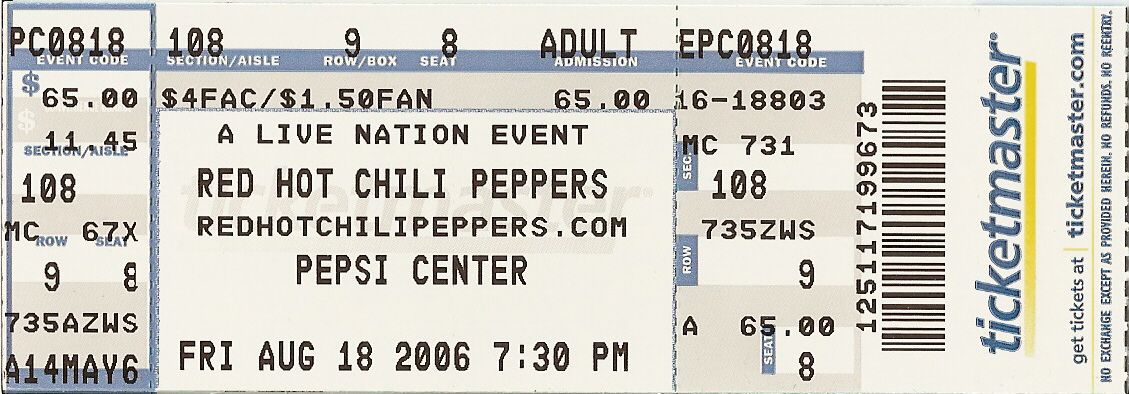 PC0818 108 9 8 ADULT EPC0818
EVENT CODE SECTION/AISLE ROW/BOX SEAT ADMISSION EVENT CODE
$ 65.00 $4FAC/$1.50FAN 65.00 16-18803
$ 11.45
SECTION/AISLE
108
MC 67X
ROW SEAT
9 8
735AZWS
A14MAY6
A LIVE NATION EVENT
RED HOT CHILI PEPPERS
REDHOTCHILIPEPPERS.COM
PEPSI CENTER
FRI AUG 18 2006 7:30 PM
ticketmaster
MC 731
SEC 108
735ZWS
ROW 9
A 65.00
SEAT 8
125117199673
ticketmaster
get tickets at | ticketmaster.com
NO EXCHANGE EXCEPT AS PROVIDED HEREIN. NO REFUNDS. NO REENTRY.